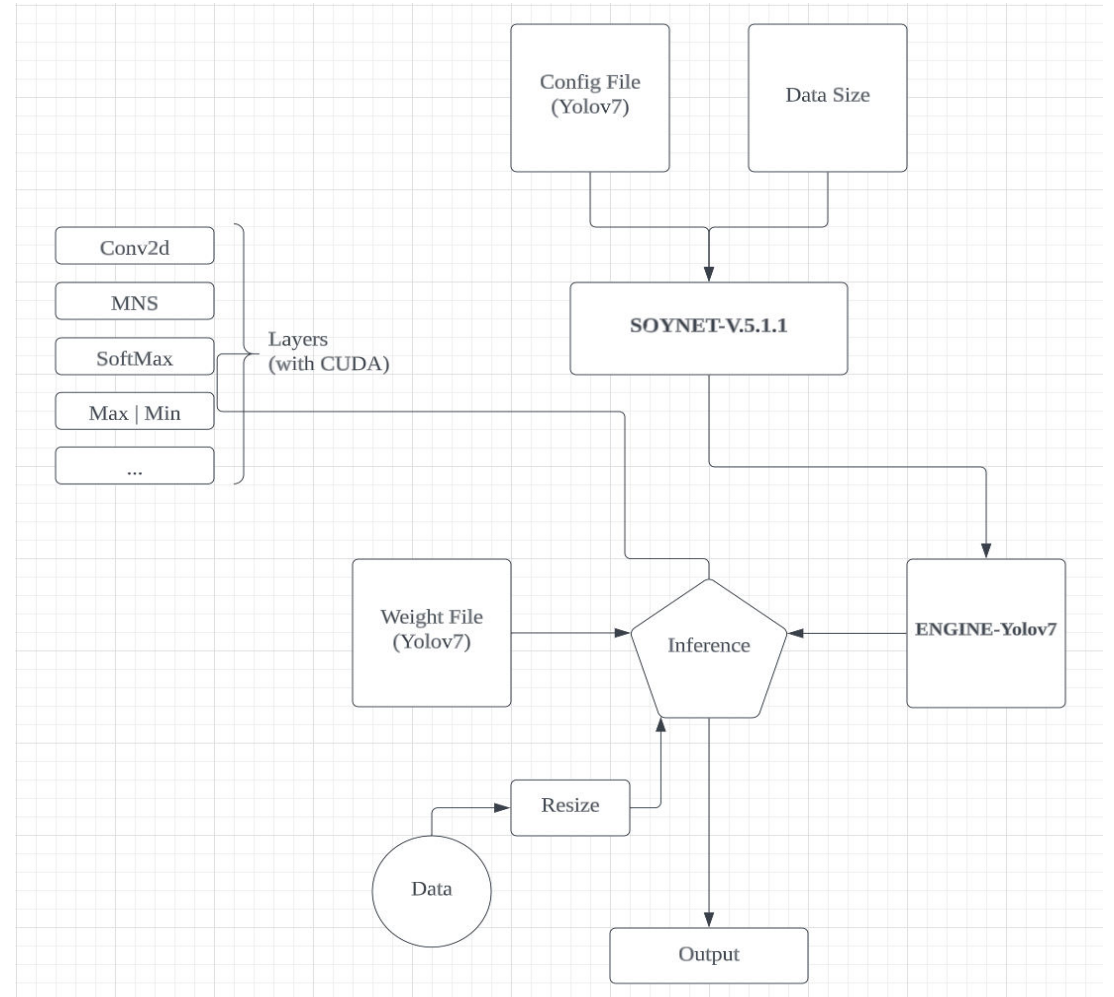 Config File
(Yolov7)
Data Size
Conv2d
MNS
SoftMax
Max | Min
...
Layers
(with CUDA)
SOYNET-V.5.1.1
Weight File
(Yolov7)
Inference
ENGINE-Yolov7
Resize
Data
Output